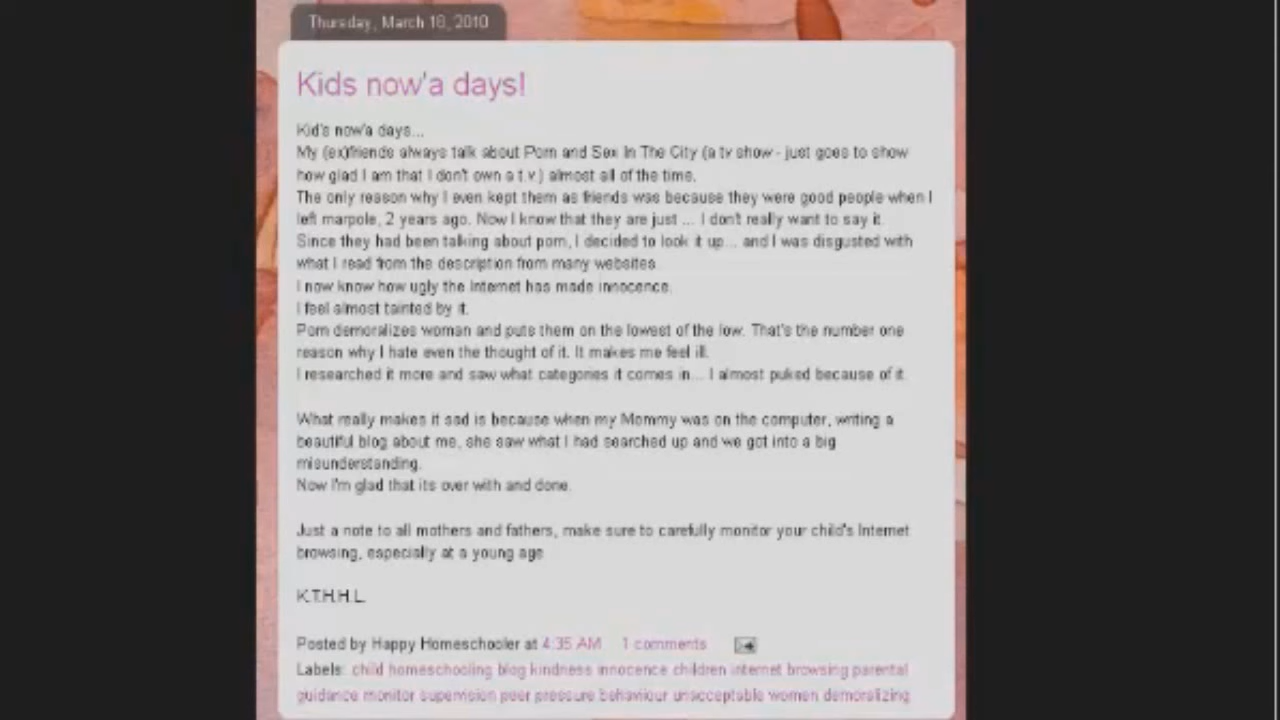 Thursday, March 18, 2010
Kids now'a days!
Kid's now'a days...
My (ex)friends always talk about Porn and Sex In The City (a tv show - just goes to show
how glad I am that I don't own a t.v.) almost all of the time.
The only reason why I even kept them as friends was because they were good people when I
left marpole, 2 years ago. Now I know that they are just ... I don't really want to say it.
Since they had been talking about porn, I decided to look it up... and I was disgusted with
what I read from the description from many websites.
I now know how ugly the Internet has made innocence.
I feel almost tainted by it.
Porn demoralizes woman and puts them on the lowest of the low. That's the number one
reason why I hate even the thought of it. It makes me feel ill.
I researched it more and saw what categories it comes in... I almost puked because of it.
What really makes it sad is because when my Mommy was on the computer, writing a
beautiful blog about me, she saw what I had searched up and we got into a big
misunderstanding.
Now I'm glad that its over with and done.
Just a note to all mothers and fathers, make sure to carefully monitor your child's Internet
browsing, especially at a young age
K.T.H.H.L.
Posted by Happy Homeschooler at 4:35 AM 1 comments
Labels: child homeschooling blog kindness innocence children internet browsing parental
guidance monitor supervision peer pressure behaviour unacceptable women demoralizing